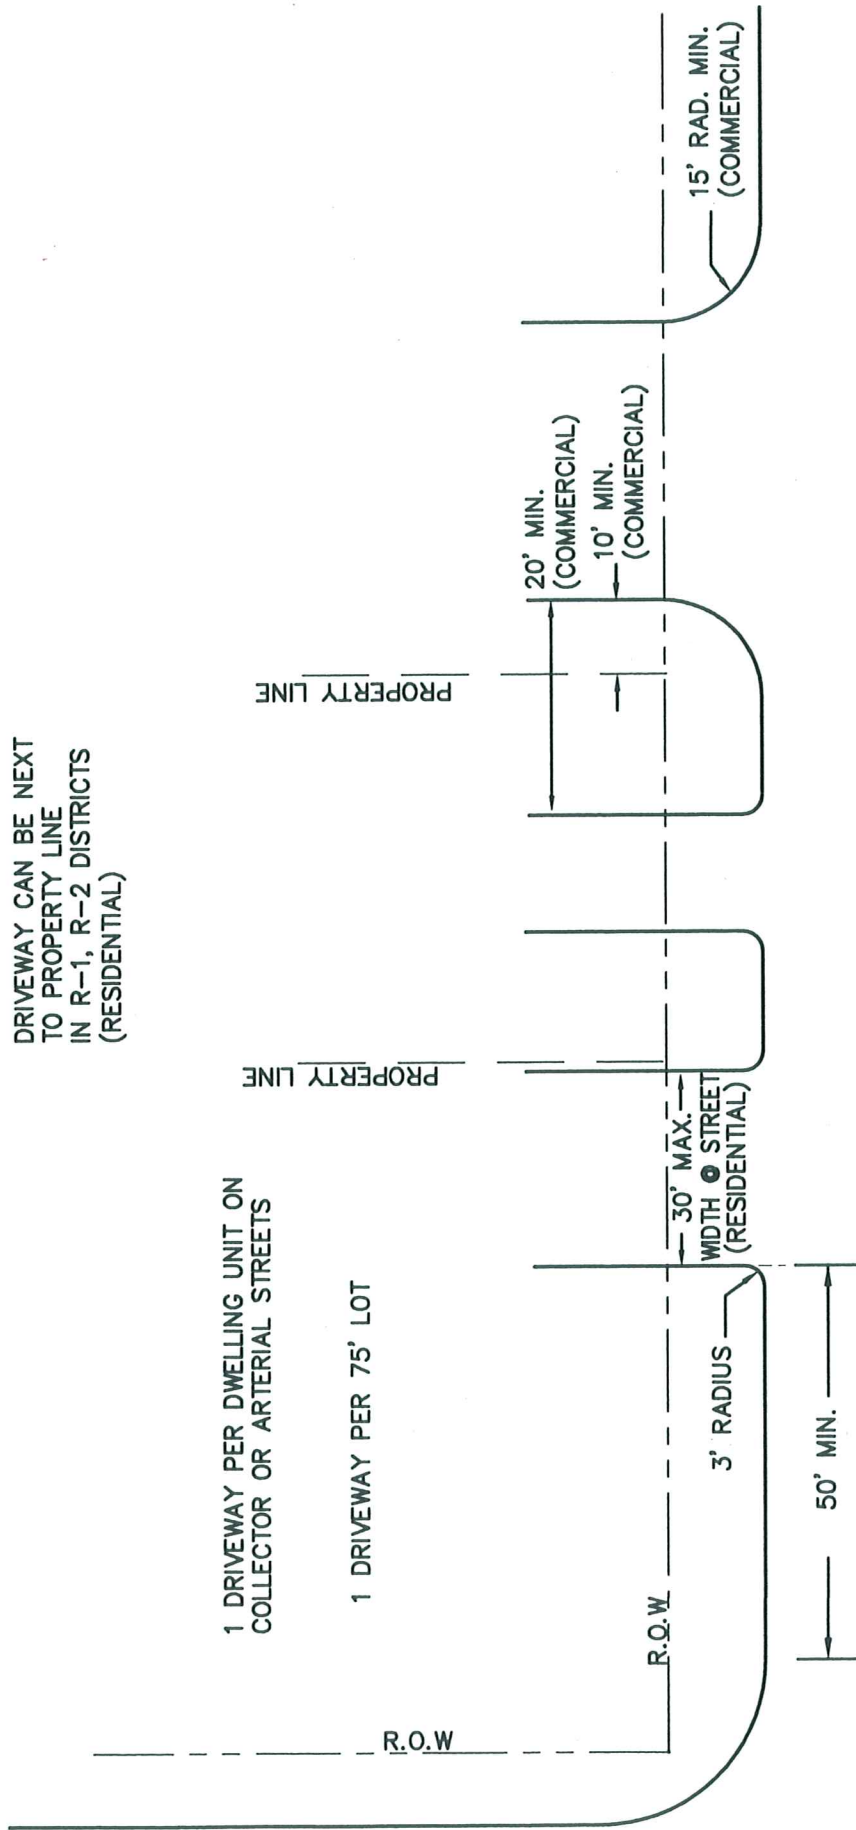 DRIVEWAY CAN BE NEXT
TO PROPERTY LINE
IN R-1, R-2 DISTRICTS
(RESIDENTIAL)
1 DRIVEWAY PER DWELLING UNIT ON
COLLECTOR OR ARTERIAL STREETS
1 DRIVEWAY PER 75' LOT
R.O.W
R.O.W
PROPERTY LINE
PROPERTY LINE
20' MIN.
(COMMERCIAL)
10' MIN.
(COMMERCIAL)
15' RAD. MIN.
(COMMERCIAL)
30' MAX.
WIDTH @ STREET
(RESIDENTIAL)
3' RADIUS
50' MIN.